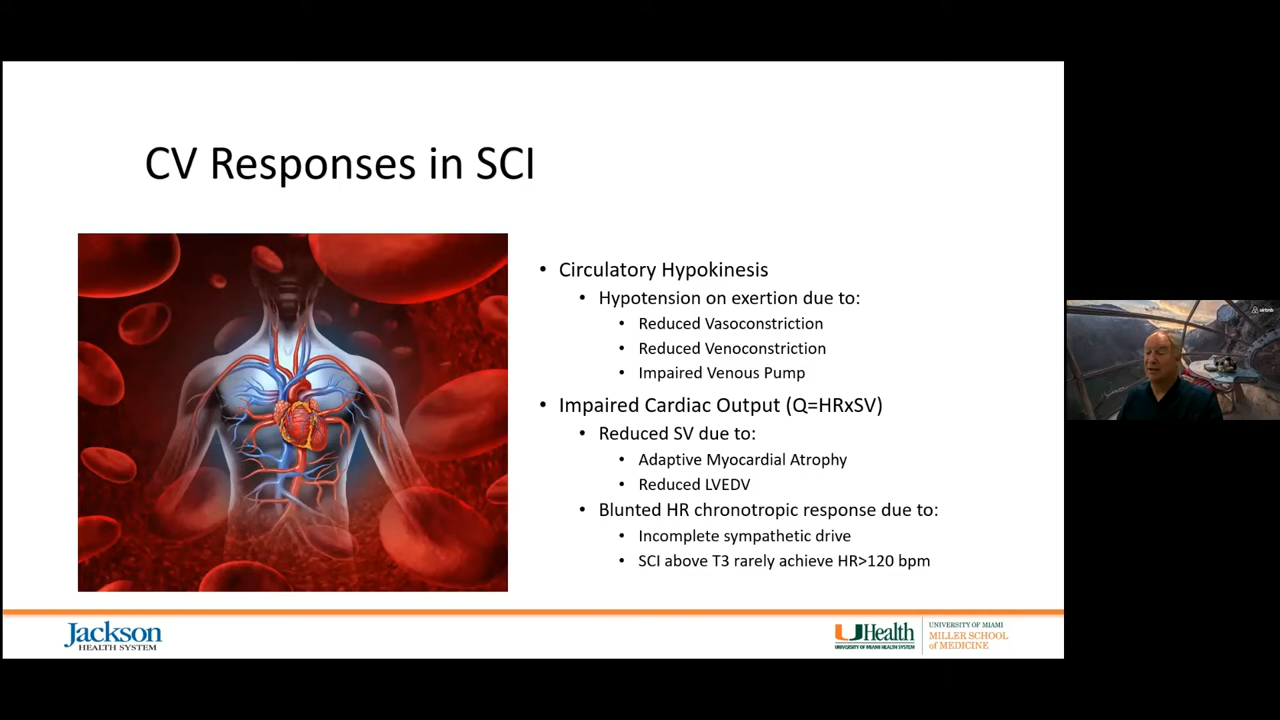 CV Responses in SCI
• Circulatory Hypokinesis
• Hypotension on exertion due to:
• Reduced Vasoconstriction
• Reduced Venoconstriction
• Impaired Venous Pump
• Impaired Cardiac Output (Q=HRxSV)
• Reduced SV due to:
• Adaptive Myocardial Atrophy
• Reduced LVEDV
• Blunted HR chronotropic response due to:
• Incomplete sympathetic drive
• SCI above T3 rarely achieve HR>120 bpm
airbnb
Jackson
HEALTH SYSTEM
UHealth
UNIVERSITY OF MIAMI HEALTH SYSTEM
UNIVERSITY OF MIAMI
MILLER SCHOOL
of MEDICINE